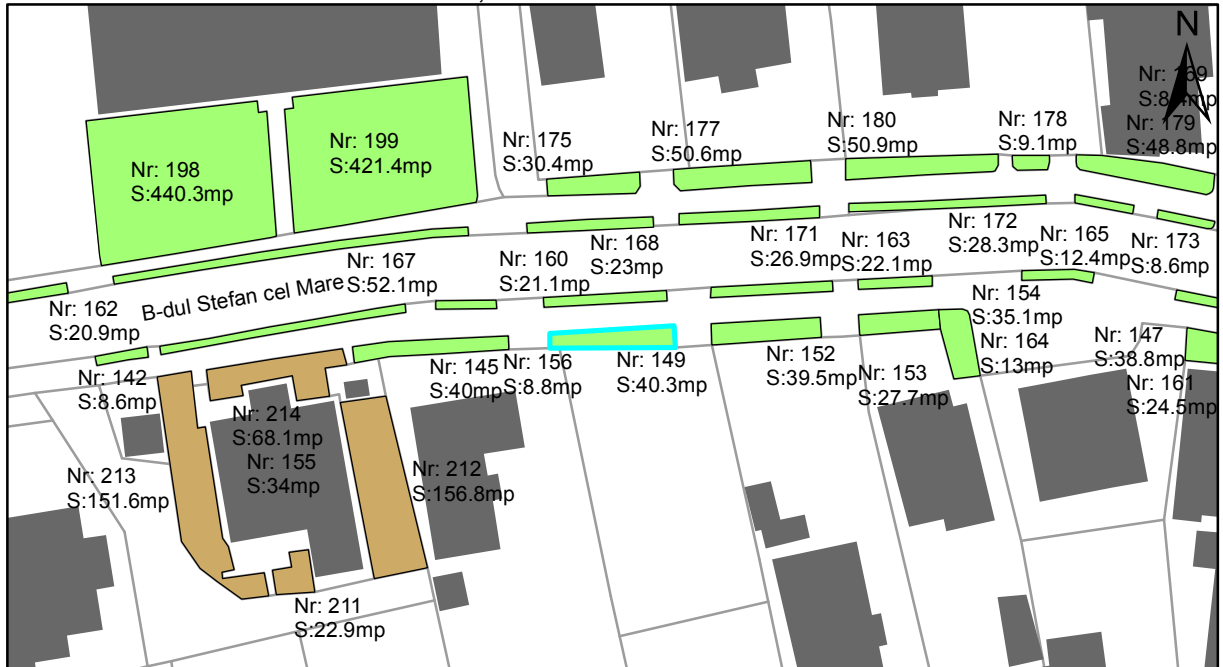 N
Nr: 169
S:8.4mp
Nr: 179
S:48.8mp
Nr: 178
S:9.1mp
Nr: 180
S:50.9mp
Nr: 177
S:50.6mp
Nr: 175
S:30.4mp
Nr: 199
S:421.4mp
Nr: 198
S:440.3mp
Nr: 168
S:23mp
Nr: 160
S:21.1mp
Nr: 167
S:52.1mp
B-dul Stefan cel Mare
Nr: 162
S:20.9mp
Nr: 171
S:26.9mp
Nr: 163
S:22.1mp
Nr: 172
S:28.3mp
Nr: 165
S:12.4mp
Nr: 173
S:8.6mp
Nr: 154
S:35.1mp
Nr: 164
S:13mp
Nr: 147
S:38.8mp
Nr: 161
S:24.5mp
Nr: 142
S:8.6mp
Nr: 145
S:40mp
Nr: 156
S:8.8mp
Nr: 149
S:40.3mp
Nr: 152
S:39.5mp
Nr: 153
S:27.7mp
Nr: 214
S:68.1mp
Nr: 155
S:34mp
Nr: 213
S:151.6mp
Nr: 212
S:156.8mp
Nr: 211
S:22.9mp